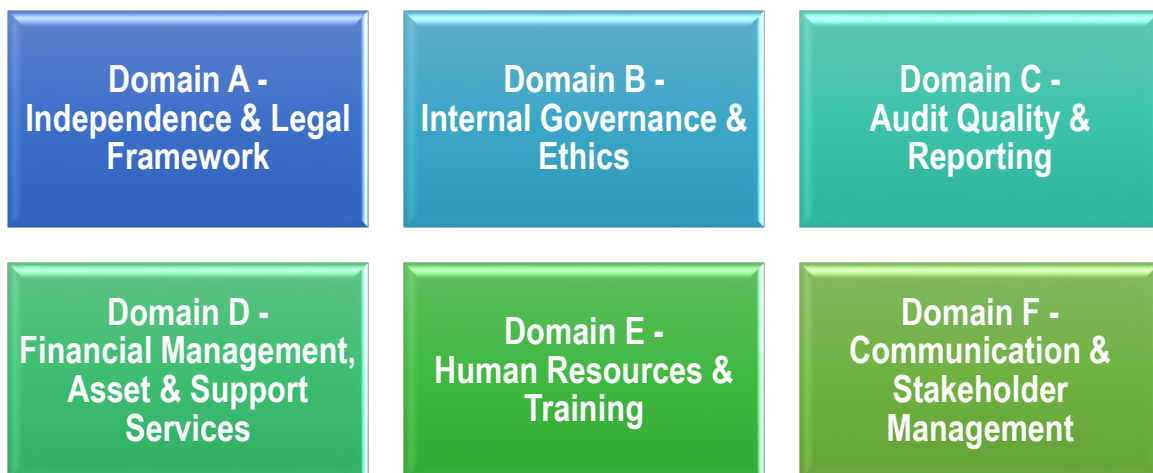 Domain A -
Independence & Legal
Framework
Domain B -
Internal Governance &
Ethics
Domain C -
Audit Quality &
Reporting
Domain D -
Financial Management,
Asset & Support
Services
Domain E -
Human Resources &
Training
Domain F -
Communication &
Stakeholder
Management